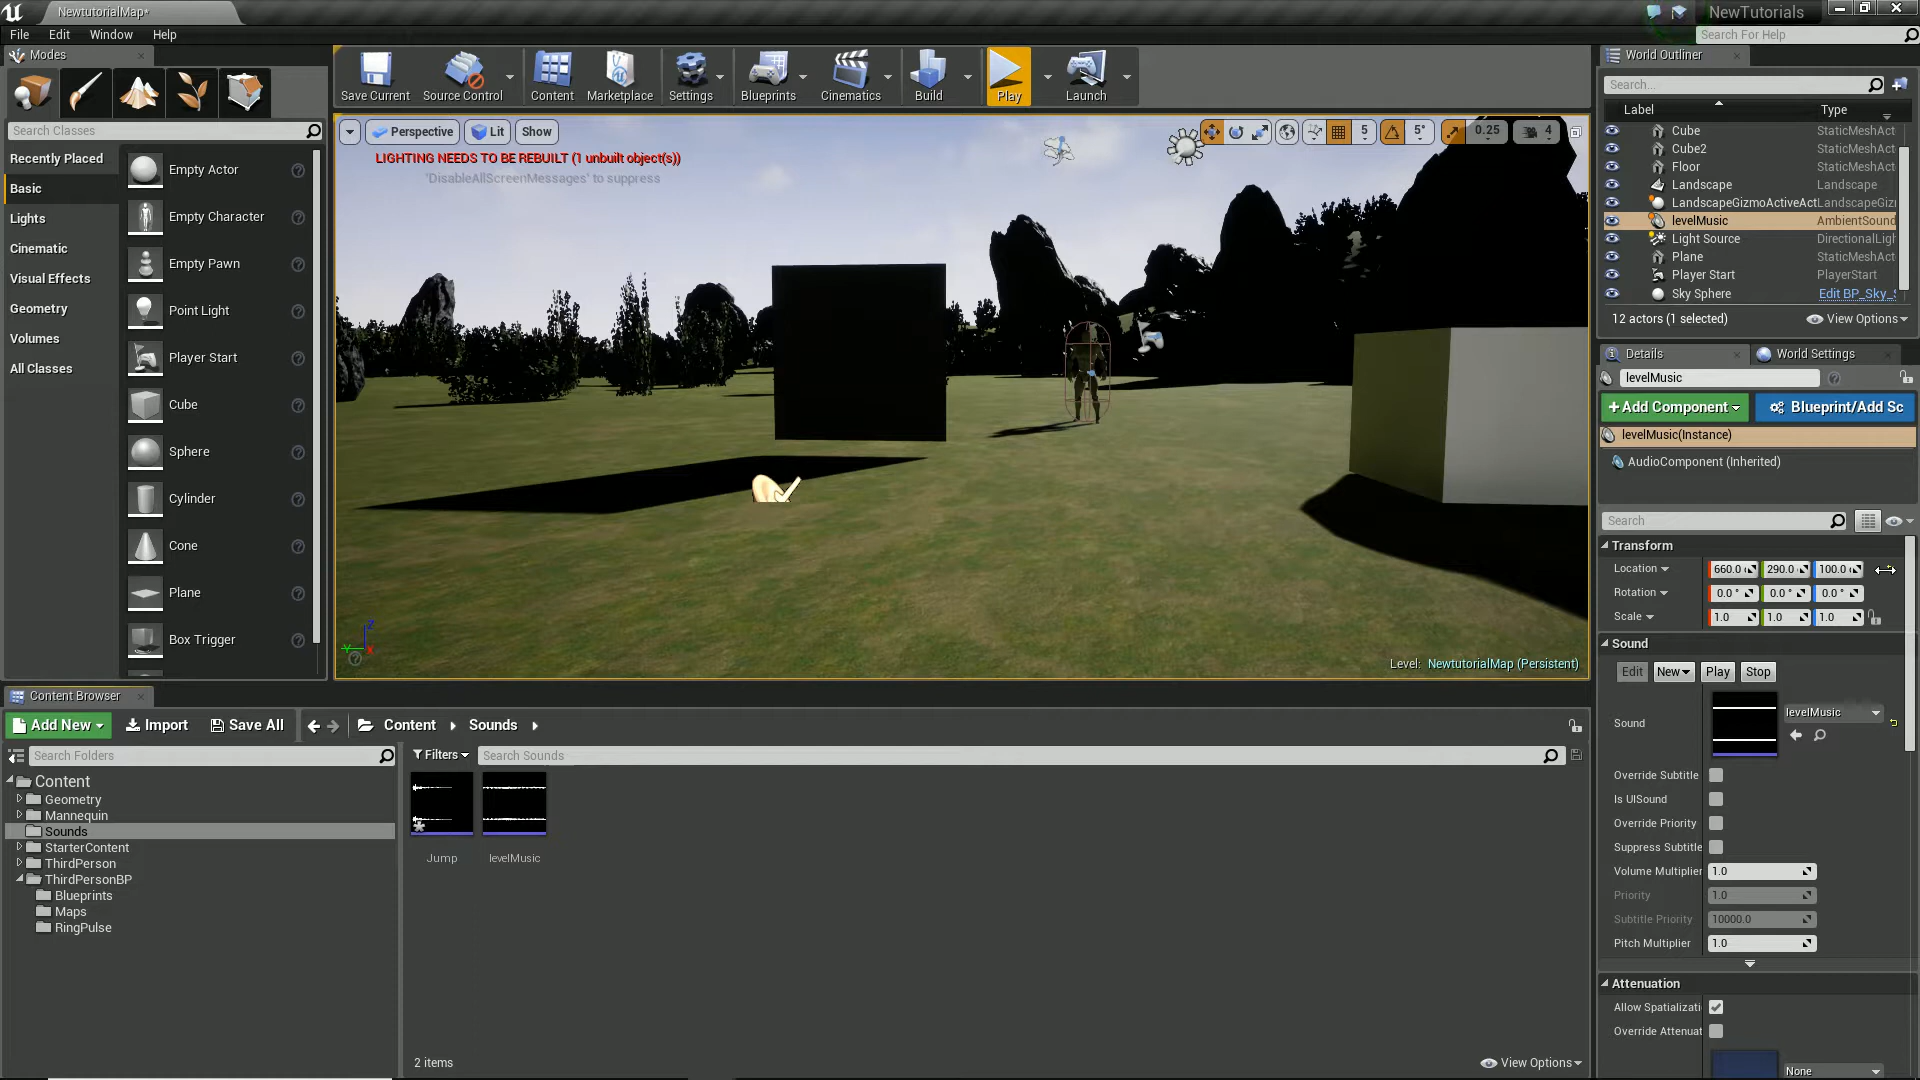 NewtutorialMap*
NewTutorials
File Edit Window Help
Search For Help
Modes
Search Classes
Recently Placed
Basic
Lights
Cinematic
Visual Effects
Geometry
Volumes
All Classes
Empty Actor
Empty Character
Empty Pawn
Point Light
Player Start
Cube
Sphere
Cylinder
Cone
Plane
Box Trigger
Save Current
Source Control
Content
Marketplace
Settings
Blueprints
Cinematics
Build
Play
Launch
Perspective
Lit
Show
5
5°
0.25
4
LIGHTING NEEDS TO BE REBUILT (1 unbuilt object(s))
'DisableAllScreenMessages' to suppress
Z
Y
X
Level: NewtutorialMap (Persistent)
World Outliner
Search...
Label Type
Cube StaticMeshAct
Cube2 StaticMeshAct
Floor StaticMeshAct
Landscape Landscape
LandscapeGizmoActiveAct LandscapeGiz
levelMusic AmbientSound
Light Source DirectionalLigh
Plane StaticMeshAct
Player Start PlayerStart
Sky Sphere Edit BP_Sky_S
12 actors (1 selected)
View Options
Details
World Settings
levelMusic
Add Component
Blueprint/Add Sc
levelMusic(Instance)
AudioComponent (Inherited)
Search
Transform
Location 660.0 290.0 100.0
Rotation 0.0 ° 0.0 ° 0.0 °
Scale 1.0 1.0 1.0
Sound
Edit New Play Stop
Sound
levelMusic
Override Subtitle
Is UISound
Override Priority
Suppress Subtitle
Volume Multiplier 1.0
Priority 1.0
Subtitle Priority 10000.0
Pitch Multiplier 1.0
Attenuation
Allow Spatializati
Override Attenuat
None
Content Browser
Add New
Import
Save All
Content
Sounds
Search Folders
Filters
Search Sounds
Content
Geometry
Mannequin
Sounds
StarterContent
ThirdPerson
ThirdPersonBP
Blueprints
Maps
RingPulse
Jump
levelMusic
2 items
View Options